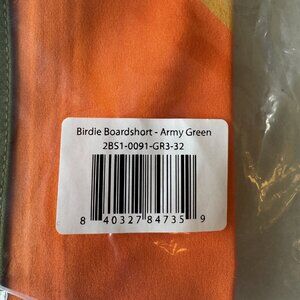 Birdie Boardshort - Army Green
2BS1-0091-GR3-32
8 40327 84735 9